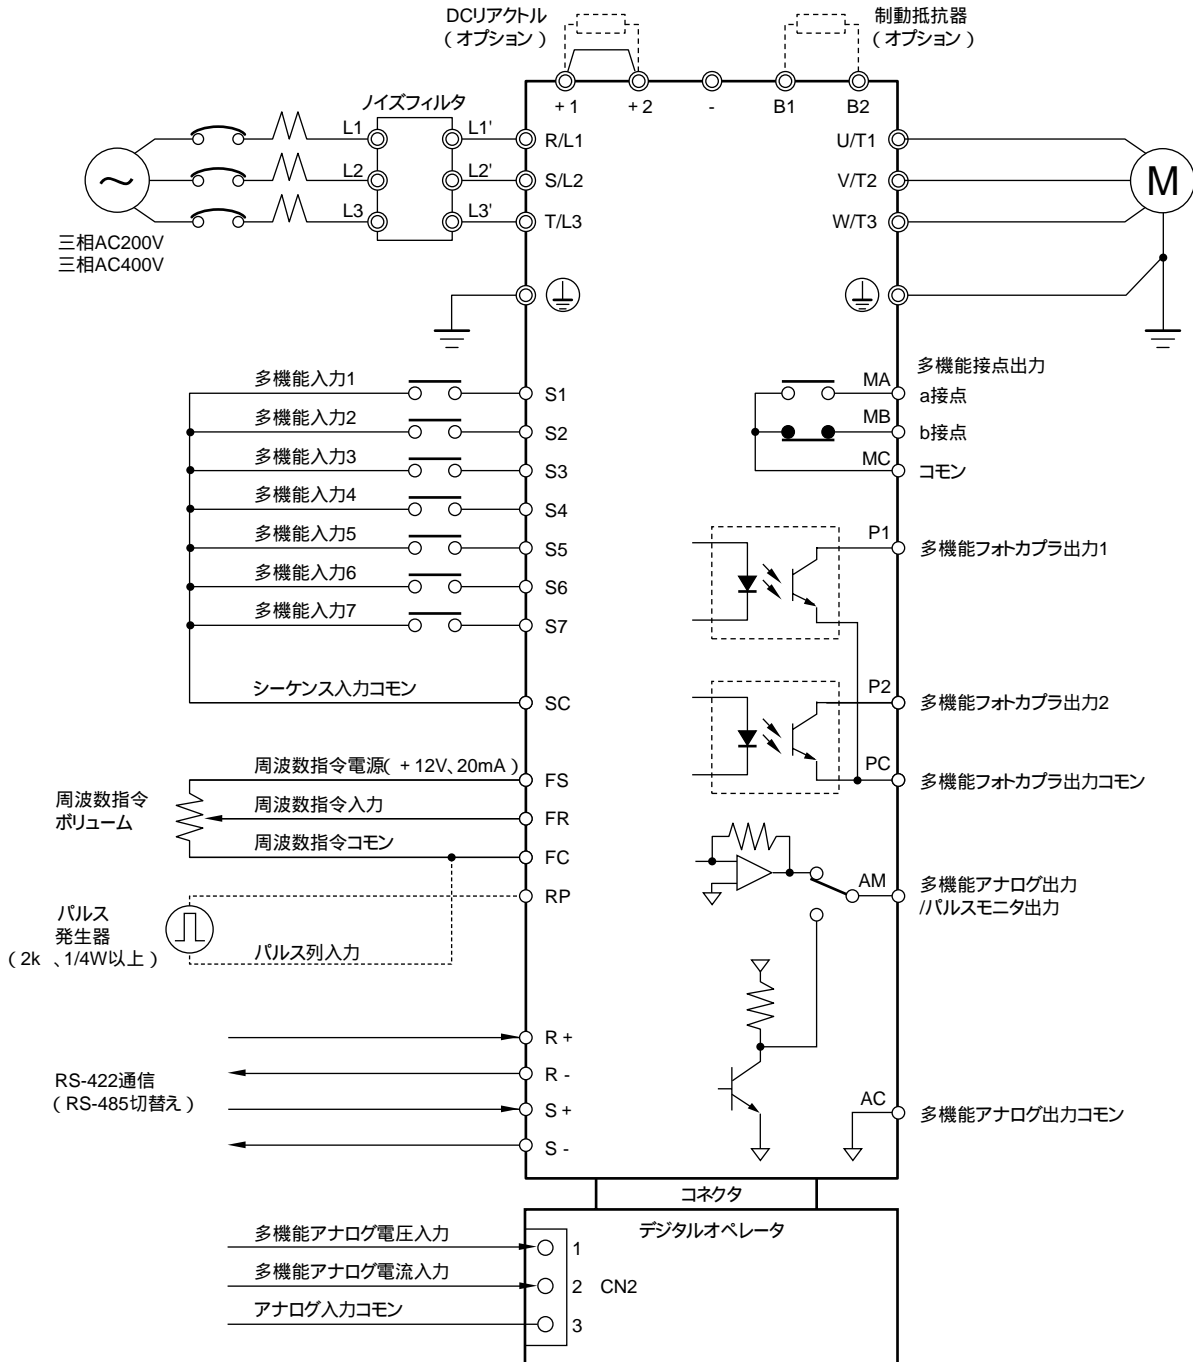 DCリアクトル
（オプション）
制動抵抗器
（オプション）
+1
+2
-
B1
B2
ノイズフィルタ
L1
L1'
R/L1
L2
L2'
S/L2
L3
L3'
T/L3
U/T1
V/T2
W/T3
M
三相AC200V
三相AC400V
多機能入力1
S1
多機能入力2
S2
多機能入力3
S3
多機能入力4
S4
多機能入力5
S5
多機能入力6
S6
多機能入力7
S7
シーケンス入力コモン
SC
多機能接点出力
MA
a接点
MB
b接点
MC
コモン
P1
多機能フォトカプラ出力1
P2
多機能フォトカプラ出力2
PC
多機能フォトカプラ出力コモン
周波数指令
ボリューム
周波数指令電源（+12V、20mA）
FS
周波数指令入力
FR
周波数指令コモン
FC
RP
パルス
発生器
（2k 、1/4W以上）
パルス列入力
AM
多機能アナログ出力
/パルスモニタ出力
AC
多機能アナログ出力コモン
RS-422通信
（RS-485切替え）
R+
R-
S+
S-
コネクタ
デジタルオペレータ
多機能アナログ電圧入力
1
多機能アナログ電流入力
2
CN2
アナログ入力コモン
3